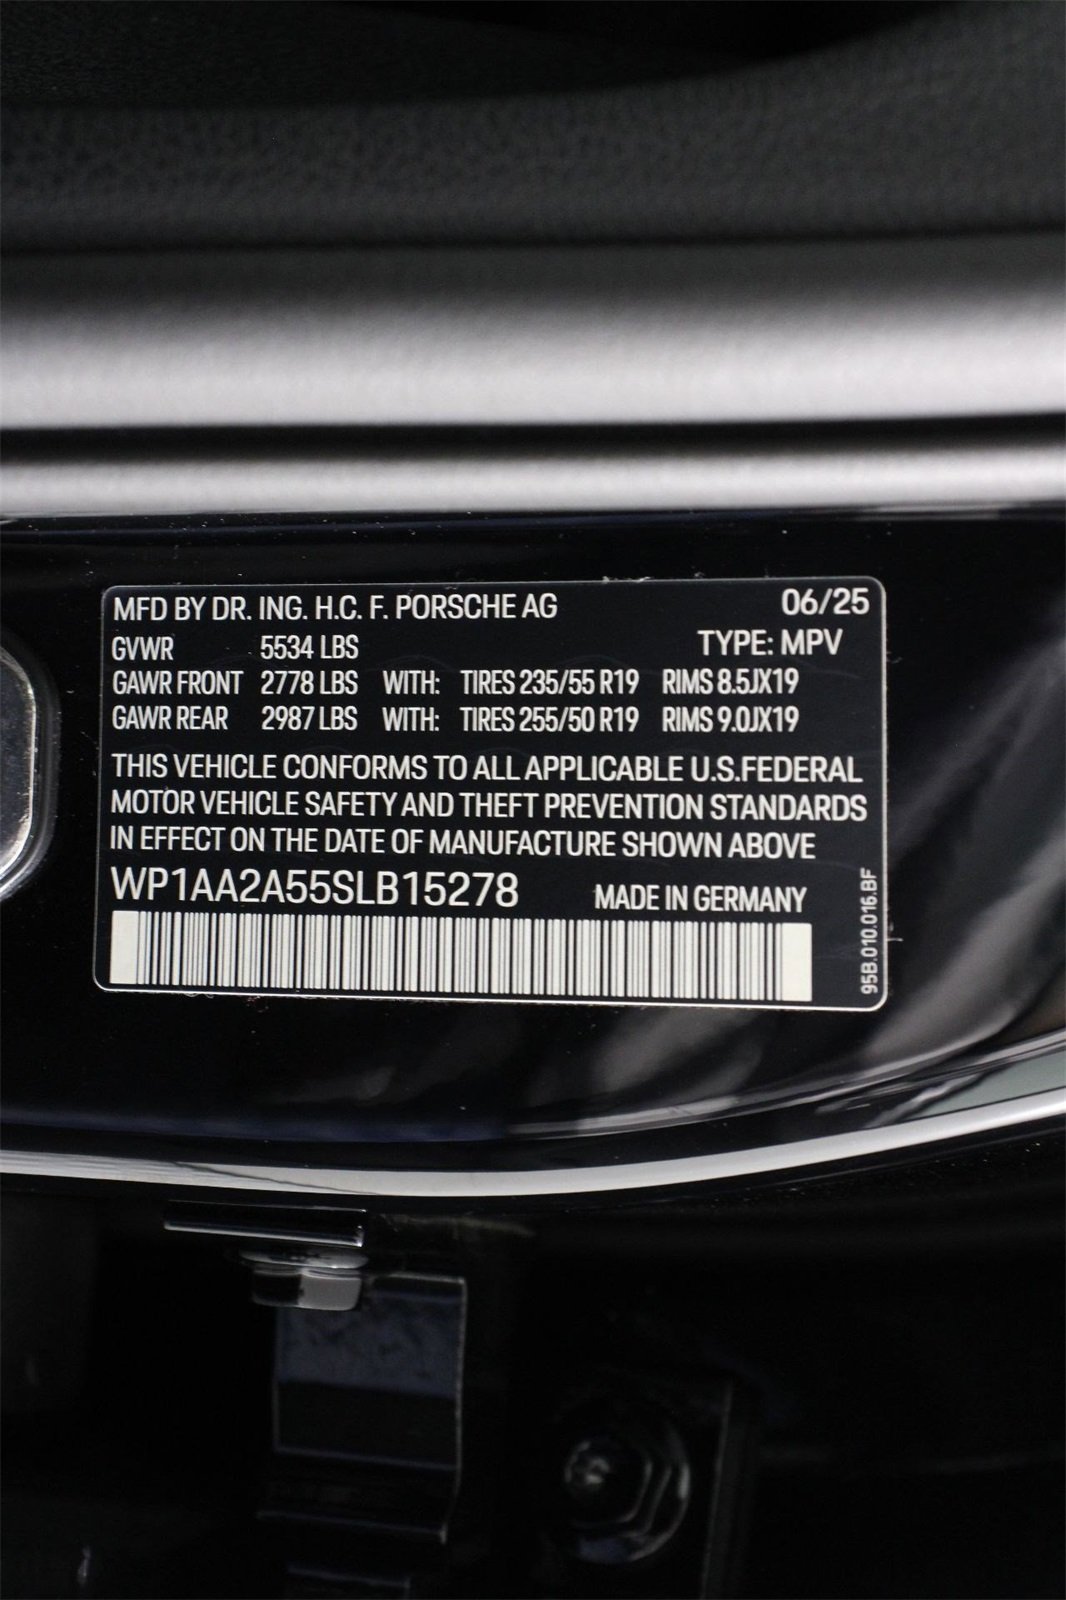 MFD BY DR. ING. H.C. F. PORSCHE AG 06/25
GVWR 5534 LBS TYPE: MPV
GAWR FRONT 2778 LBS WITH: TIRES 235/55 R19 RIMS 8.5JX19
GAWR REAR 2987 LBS WITH: TIRES 255/50 R19 RIMS 9.0JX19
THIS VEHICLE CONFORMS TO ALL APPLICABLE U.S.FEDERAL
MOTOR VEHICLE SAFETY AND THEFT PREVENTION STANDARDS
IN EFFECT ON THE DATE OF MANUFACTURE SHOWN ABOVE
WP1AA2A55SLB15278 MADE IN GERMANY
95B.010.016.BF